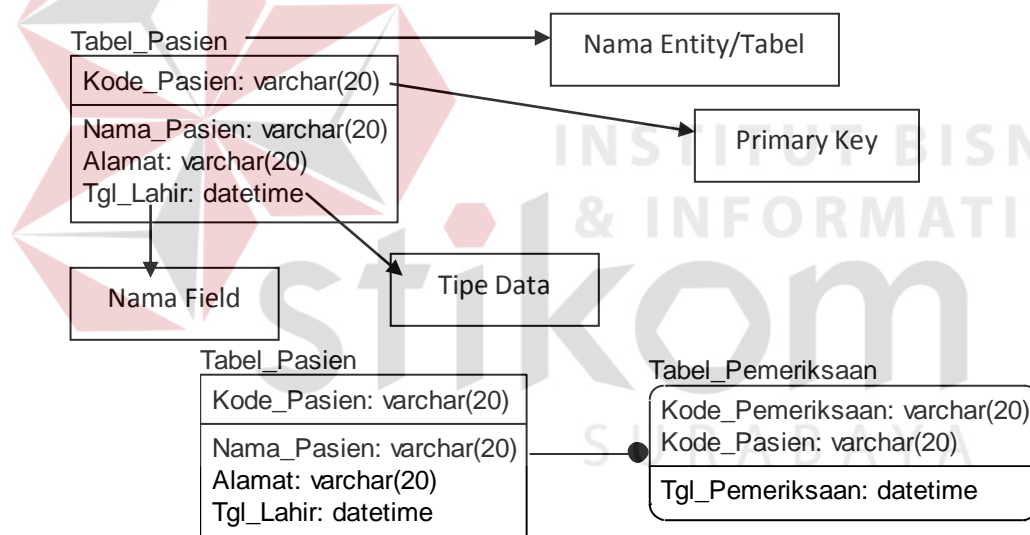 Tabel_Pasien
Nama Entity/Tabel
Kode_Pasien: varchar(20)
Primary Key
Nama_Pasien: varchar(20)
Alamat: varchar(20)
Tgl_Lahir: datetime
Nama Field
Tipe Data
INSTITUT BISN
& INFORMATI
stikom
SURABAYA
Tabel_Pasien
Kode_Pasien: varchar(20)
Nama_Pasien: varchar(20)
Alamat: varchar(20)
Tgl_Lahir: datetime
Tabel_Pemeriksaan
Kode_Pemeriksaan: varchar(20)
Kode_Pasien: varchar(20)
Tgl_Pemeriksaan: datetime